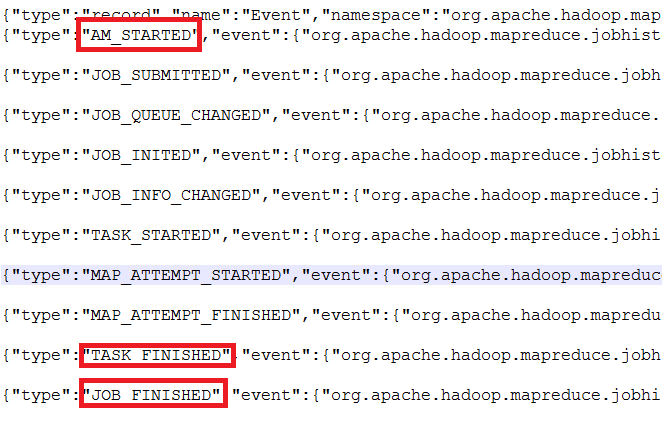 {"type":"record","name":"Event","namespace":"org.apache.hadoop.map
{"type":"AM_STARTED","event":{"org.apache.hadoop.mapreduce.jobhist
{"type":"JOB_SUBMITTED","event":{"org.apache.hadoop.mapreduce.jobh
{"type":"JOB_QUEUE_CHANGED","event":{"org.apache.hadoop.mapreduce.
{"type":"JOB_INITED","event":{"org.apache.hadoop.mapreduce.jobhist
{"type":"JOB_INFO_CHANGED","event":{"org.apache.hadoop.mapreduce.j
{"type":"TASK_STARTED","event":{"org.apache.hadoop.mapreduce.jobhi
{"type":"MAP_ATTEMPT_STARTED","event":{"org.apache.hadoop.mapreduc
{"type":"MAP_ATTEMPT_FINISHED","event":{"org.apache.hadoop.mapredu
{"type":"TASK_FINISHED","event":{"org.apache.hadoop.mapreduce.jobh
{"type":"JOB_FINISHED","event":{"org.apache.hadoop.mapreduce.jobhi